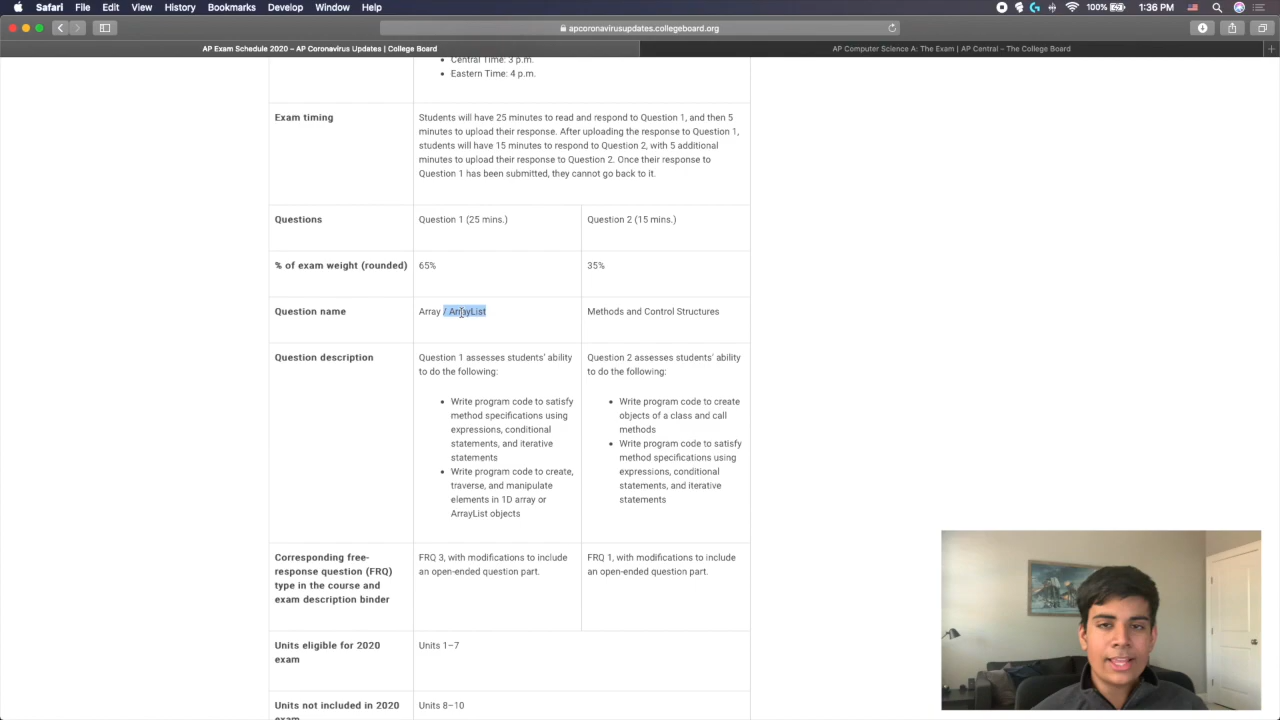 Safari File Edit View History Bookmarks Develop Window Help 100% 1:36 PM
apcoronavirusupdates.collegeboard.org
AP Exam Schedule 2020 – AP Coronavirus Updates | College Board
AP Computer Science A: The Exam | AP Central – The College Board
• Central Time: 3 p.m.
• Eastern Time: 4 p.m.
Exam timing
Students will have 25 minutes to read and respond to Question 1, and then 5
minutes to upload their response. After uploading the response to Question 1,
students will have 15 minutes to respond to Question 2, with 5 additional
minutes to upload their response to Question 2. Once their response to
Question 1 has been submitted, they cannot go back to it.
Questions
Question 1 (25 mins.)
Question 2 (15 mins.)
% of exam weight (rounded)
65%
35%
Question name
Array / ArrayList
Methods and Control Structures
Question description
Question 1 assesses students' ability
to do the following:
• Write program code to satisfy
method specifications using
expressions, conditional
statements, and iterative
statements
• Write program code to create,
traverse, and manipulate
elements in 1D array or
ArrayList objects
Question 2 assesses students' ability
to do the following:
• Write program code to create
objects of a class and call
methods
• Write program code to satisfy
method specifications using
expressions, conditional
statements, and iterative
statements
Corresponding free-
response question (FRQ)
type in the course and
exam description binder
FRQ 3, with modifications to include
an open-ended question part.
FRQ 1, with modifications to include
an open-ended question part.
Units eligible for 2020
exam
Units 1–7
Units not included in 2020
exam
Units 8–10